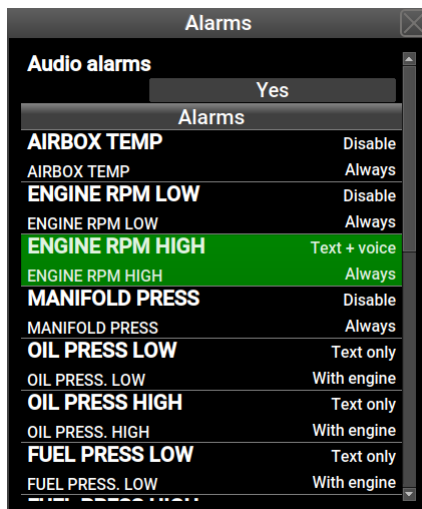 Alarms
Audio alarms
Yes
Alarms
AIRBOX TEMP Disable
AIRBOX TEMP Always
ENGINE RPM LOW Disable
ENGINE RPM LOW Always
ENGINE RPM HIGH Text + voice
ENGINE RPM HIGH Always
MANIFOLD PRESS Disable
MANIFOLD PRESS Always
OIL PRESS LOW Text only
OIL PRESS. LOW With engine
OIL PRESS HIGH Text only
OIL PRESS. HIGH With engine
FUEL PRESS LOW Text only
FUEL PRESS. LOW With engine
FUEL PRESS HIGH